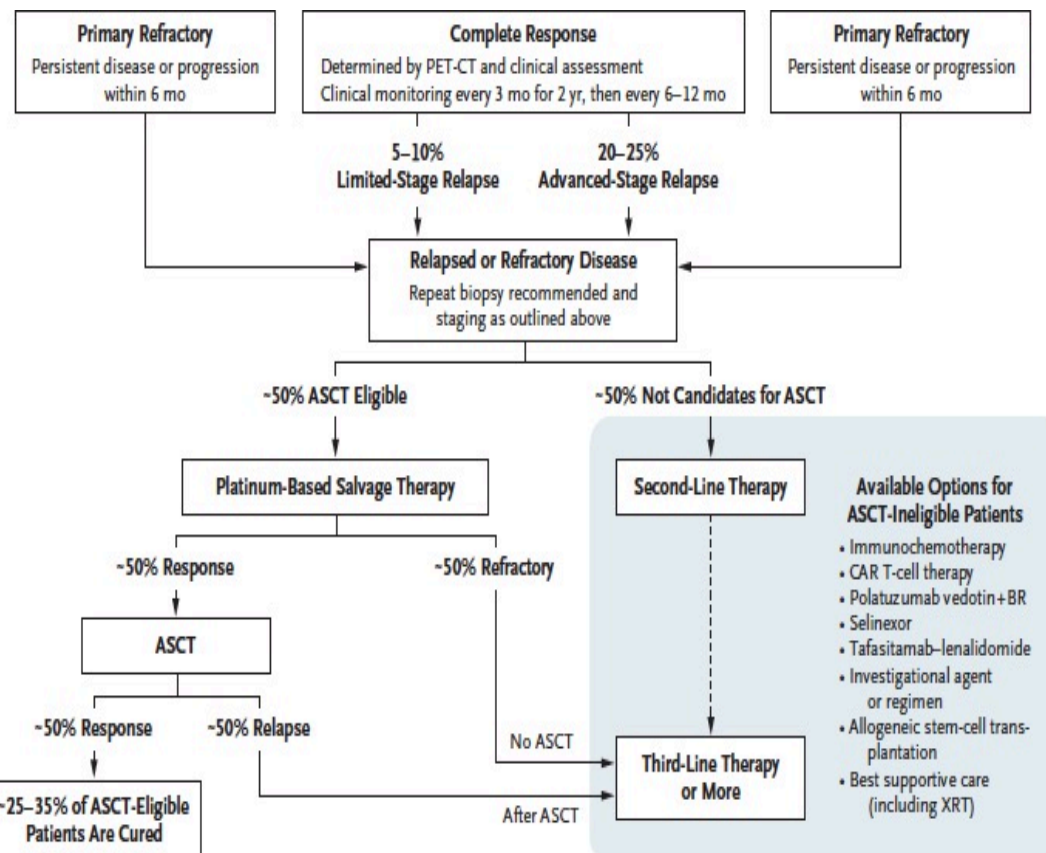 Primary Refractory
Persistent disease or progression
within 6 mo
Complete Response
Determined by PET-CT and clinical assessment
Clinical monitoring every 3 mo for 2 yr, then every 6–12 mo
Primary Refractory
Persistent disease or progression
within 6 mo
5–10%
Limited-Stage Relapse
20–25%
Advanced-Stage Relapse
Relapsed or Refractory Disease
Repeat biopsy recommended and
staging as outlined above
~50% ASCT Eligible
~50% Not Candidates for ASCT
Platinum-Based Salvage Therapy
Second-Line Therapy
Available Options for
ASCT-Ineligible Patients
• Immunochemotherapy
• CAR T-cell therapy
• Polatuzumab vedotin+BR
• Selinexor
• Tafasitamab–lenalidomide
• Investigational agent
or regimen
• Allogeneic stem-cell trans-
plantation
• Best supportive care
(including XRT)
~50% Response
~50% Refractory
ASCT
~50% Response
~50% Relapse
No ASCT
Third-Line Therapy
or More
After ASCT
~25–35% of ASCT-Eligible
Patients Are Cured